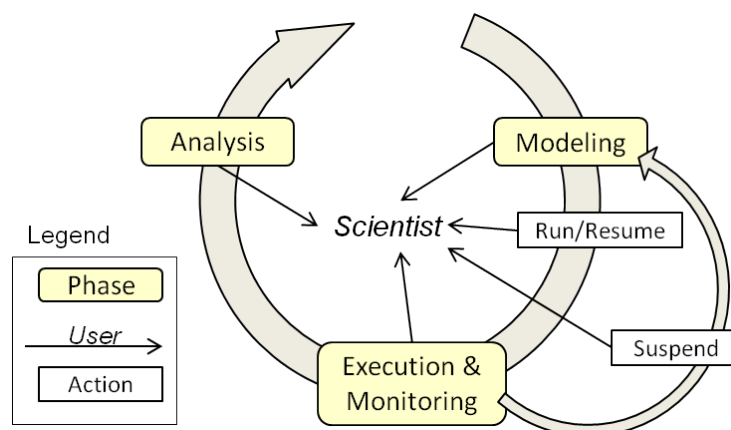 Analysis
Modeling
Scientist
Run/Resume
Suspend
Execution &
Monitoring
Legend
Phase
User
Action